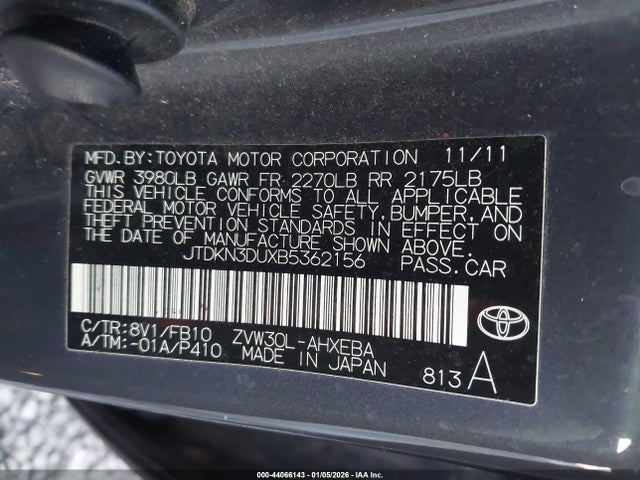 MFD.BY:TOYOTA MOTOR CORPORATION 11/11
GVWR 3980LB GAWR FR 2270LB RR 2175LB
THIS VEHICLE CONFORMS TO ALL APPLICABLE
FEDERAL MOTOR VEHICLE SAFETY,BUMPER,AND
THEFT PREVENTION STANDARDS IN EFFECT ON
THE DATE OF MANUFACTURE SHOWN ABOVE.
JTDKN3DUXB5362156 PASS.CAR
C/TR:8V1/FB10 ZVW30L-AHXEBA
A/TM:-01A/P410 MADE IN JAPAN
813 A
000-44066143 - 01/05/2026 - IAA Inc.